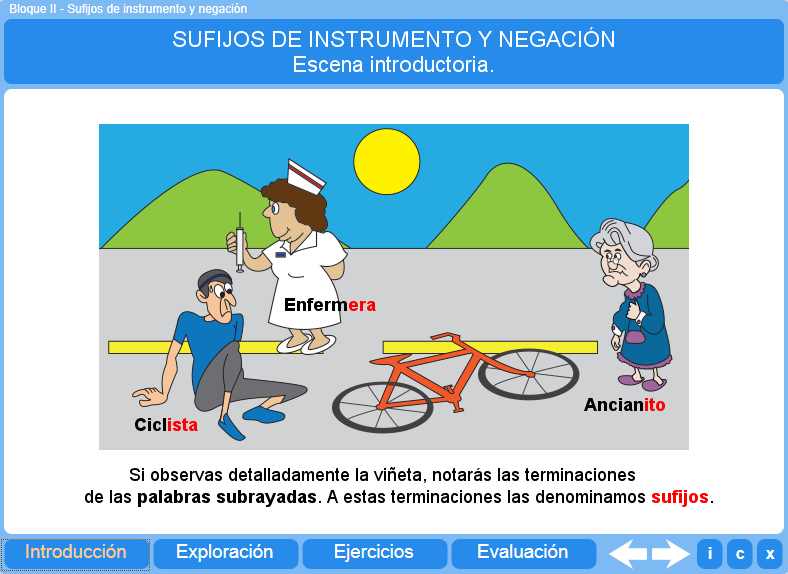 Bloque II - Sufijos de instrumento y negación
SUFIJOS DE INSTRUMENTO Y NEGACIÓN
Escena introductoria.
Enfermera
Ciclista
Ancianito
Si observas detalladamente la viñeta, notarás las terminaciones
de las palabras subrayadas. A estas terminaciones las denominamos sufijos.
Introducción Exploración Ejercicios Evaluación i c x